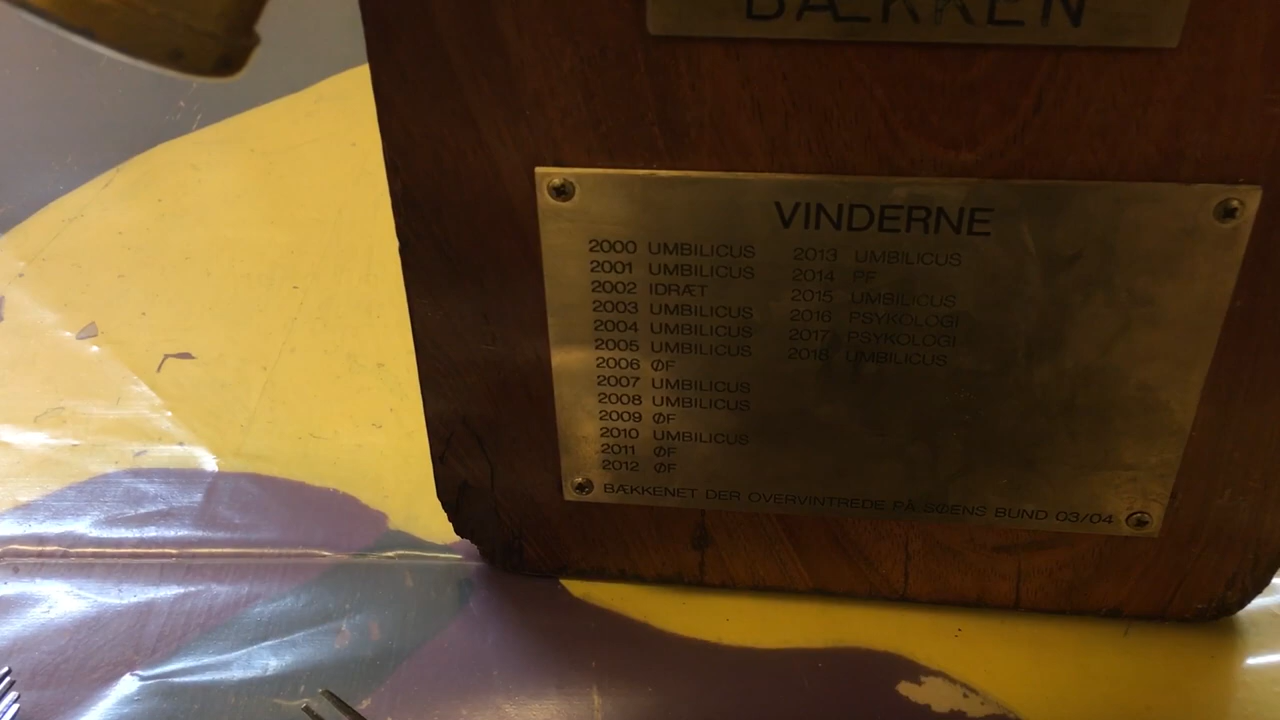 BÆKKEN
VINDERNE
2000 UMBILICUS
2001 UMBILICUS
2002 IDRÆT
2003 UMBILICUS
2004 UMBILICUS
2005 UMBILICUS
2006 ØF
2007 UMBILICUS
2008 UMBILICUS
2009 ØF
2010 UMBILICUS
2011 ØF
2012 ØF
2013 UMBILICUS
2014 PF
2015 UMBILICUS
2016 PSYKOLOGI
2017 PSYKOLOGI
2018 UMBILICUS
BÆKKENET DER OVERVINTREDE PÅ SØENS BUND 03/04